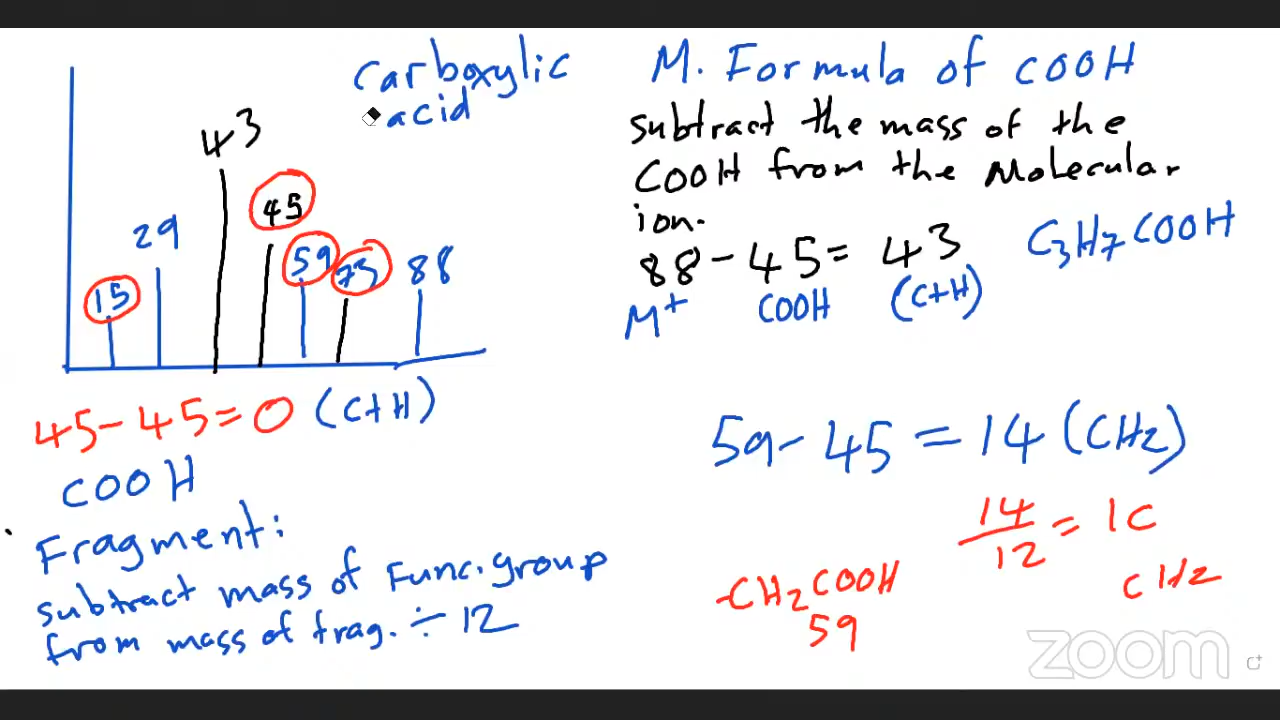 carboxylic
acid
43
45
29
59
73
88
15
45-45=0 (C+H)
COOH
Fragment:
subtract mass of Func.group
from mass of frag. ÷ 12
M. Formula of COOH
subtract the mass of the
COOH from the Molecular
ion.
88-45= 43 C3H7COOH
M+ COOH (C+H)
59-45=14 (CH2)
14/12 = 1C
CH2
-CH2COOH
59
zoom